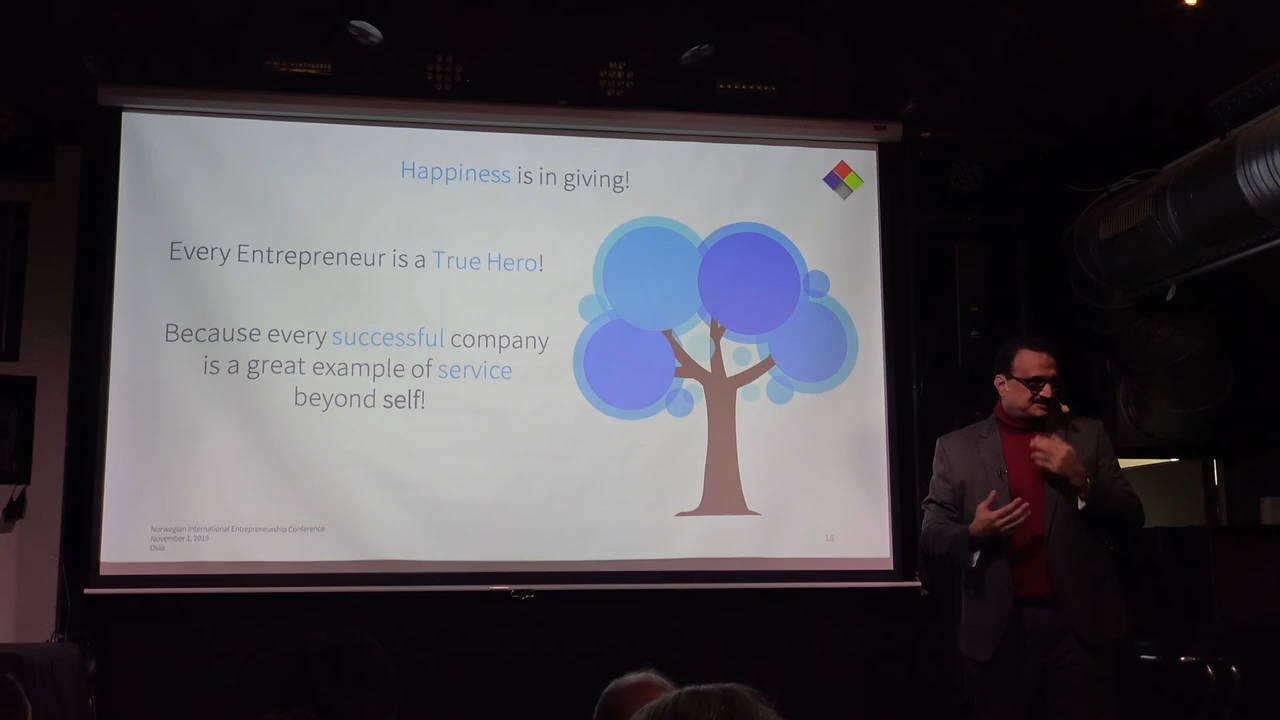 Happiness is in giving!
Every Entrepreneur is a True Hero!
Because every successful company
is a great example of service
beyond self!
Norwegian International Entrepreneurship Conference
November 1, 2019
Oslo
18